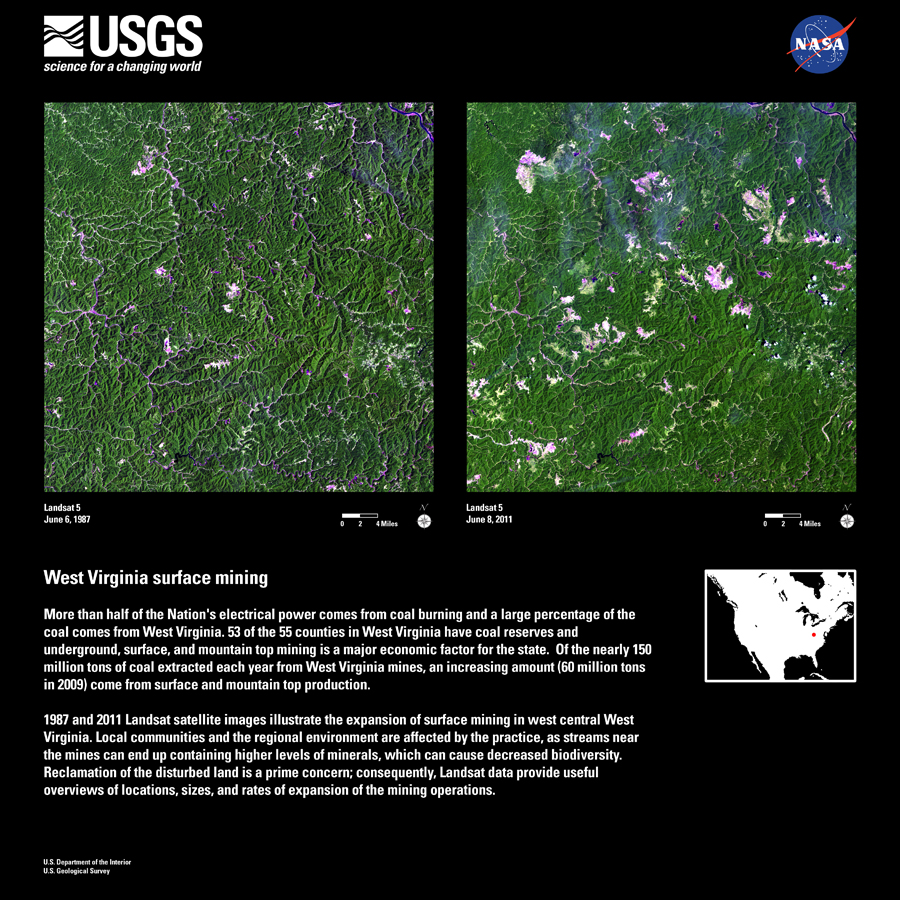 USGS
science for a changing world
NASA
Landsat 5
June 6, 1987
N
0 2 4 Miles
Landsat 5
June 8, 2011
N
0 2 4 Miles
West Virginia surface mining
More than half of the Nation's electrical power comes from coal burning and a large percentage of the
coal comes from West Virginia. 53 of the 55 counties in West Virginia have coal reserves and
underground, surface, and mountain top mining is a major economic factor for the state.  Of the nearly 150
million tons of coal extracted each year from West Virginia mines, an increasing amount (60 million tons
in 2009) come from surface and mountain top production.
1987 and 2011 Landsat satellite images illustrate the expansion of surface mining in west central West
Virginia. Local communities and the regional environment are affected by the practice, as streams near
the mines can end up containing higher levels of minerals, which can cause decreased biodiversity.
Reclamation of the disturbed land is a prime concern; consequently, Landsat data provide useful
overviews of locations, sizes, and rates of expansion of the mining operations.
U.S. Department of the Interior
U.S. Geological Survey